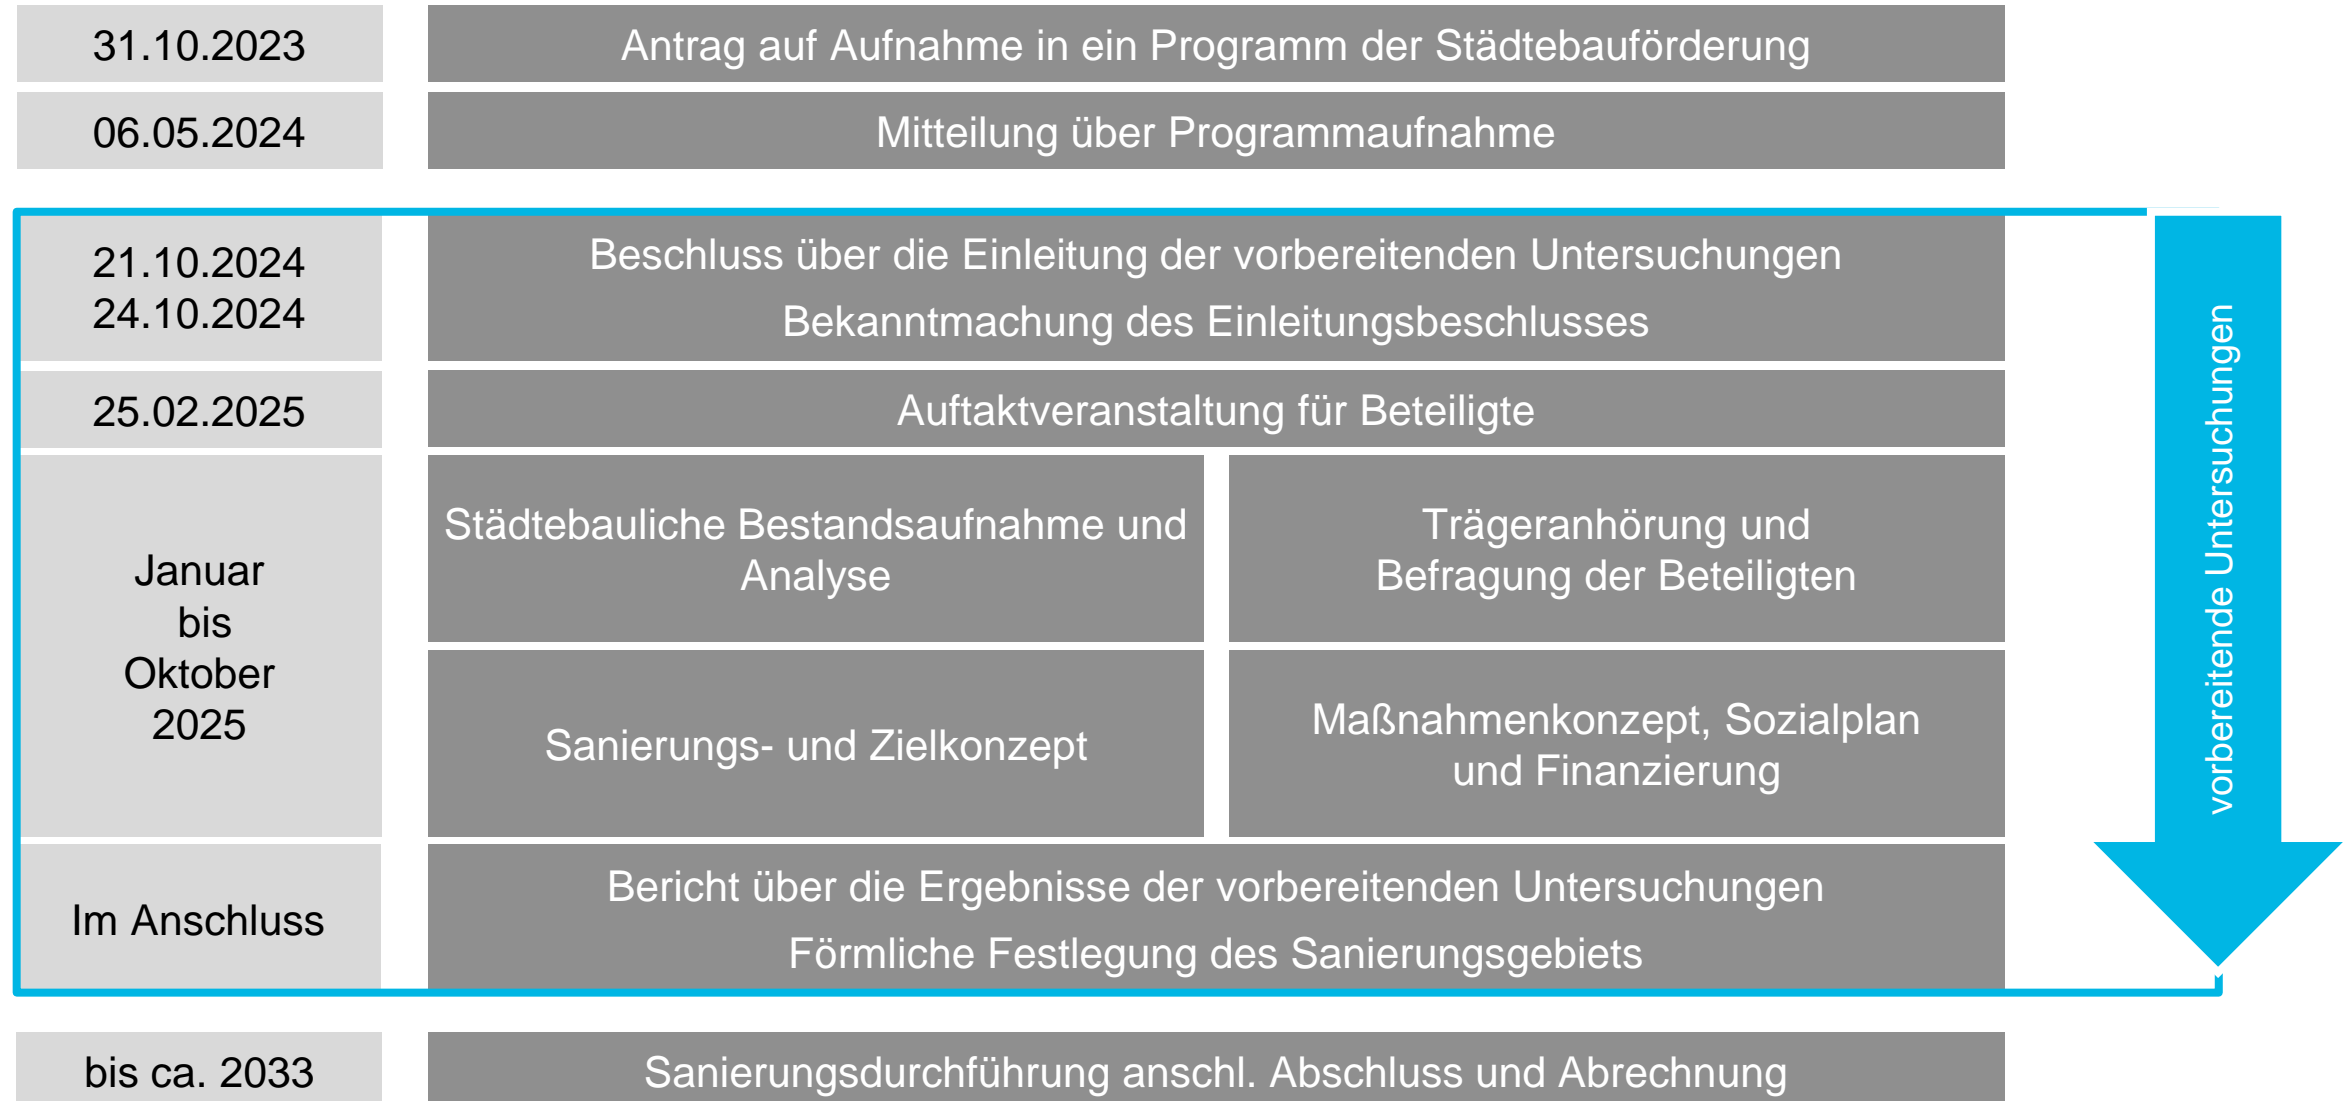 31.10.2023
Antrag auf Aufnahme in ein Programm der Städtebauförderung
06.05.2024
Mitteilung über Programmaufnahme
21.10.2024
24.10.2024
Beschluss über die Einleitung der vorbereitenden Untersuchungen
Bekanntmachung des Einleitungsbeschlusses
25.02.2025
Auftaktveranstaltung für Beteiligte
Januar
bis
Oktober
2025
Städtebauliche Bestandsaufnahme und
Analyse
Trägeranhörung und
Befragung der Beteiligten
Sanierungs- und Zielkonzept
Maßnahmenkonzept, Sozialplan
und Finanzierung
Im Anschluss
Bericht über die Ergebnisse der vorbereitenden Untersuchungen
Förmliche Festlegung des Sanierungsgebiets
vorbereitende Untersuchungen
bis ca. 2033
Sanierungsdurchführung anschl. Abschluss und Abrechnung